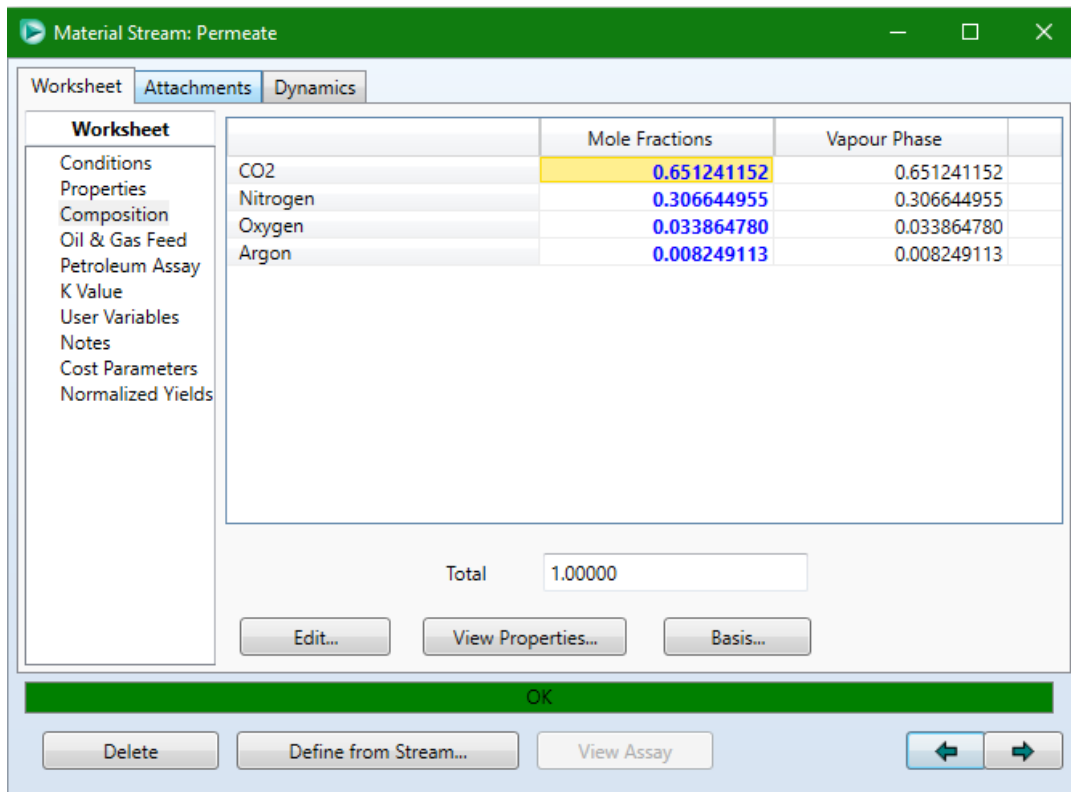 Material Stream: Permeate
Worksheet Attachments Dynamics
Worksheet
Conditions
Properties
Composition
Oil & Gas Feed
Petroleum Assay
K Value
User Variables
Notes
Cost Parameters
Normalized Yields
Mole Fractions Vapour Phase
CO2 0.651241152 0.651241152
Nitrogen 0.306644955 0.306644955
Oxygen 0.033864780 0.033864780
Argon 0.008249113 0.008249113
Total 1.00000
Edit... View Properties... Basis...
OK
Delete Define from Stream... View Assay